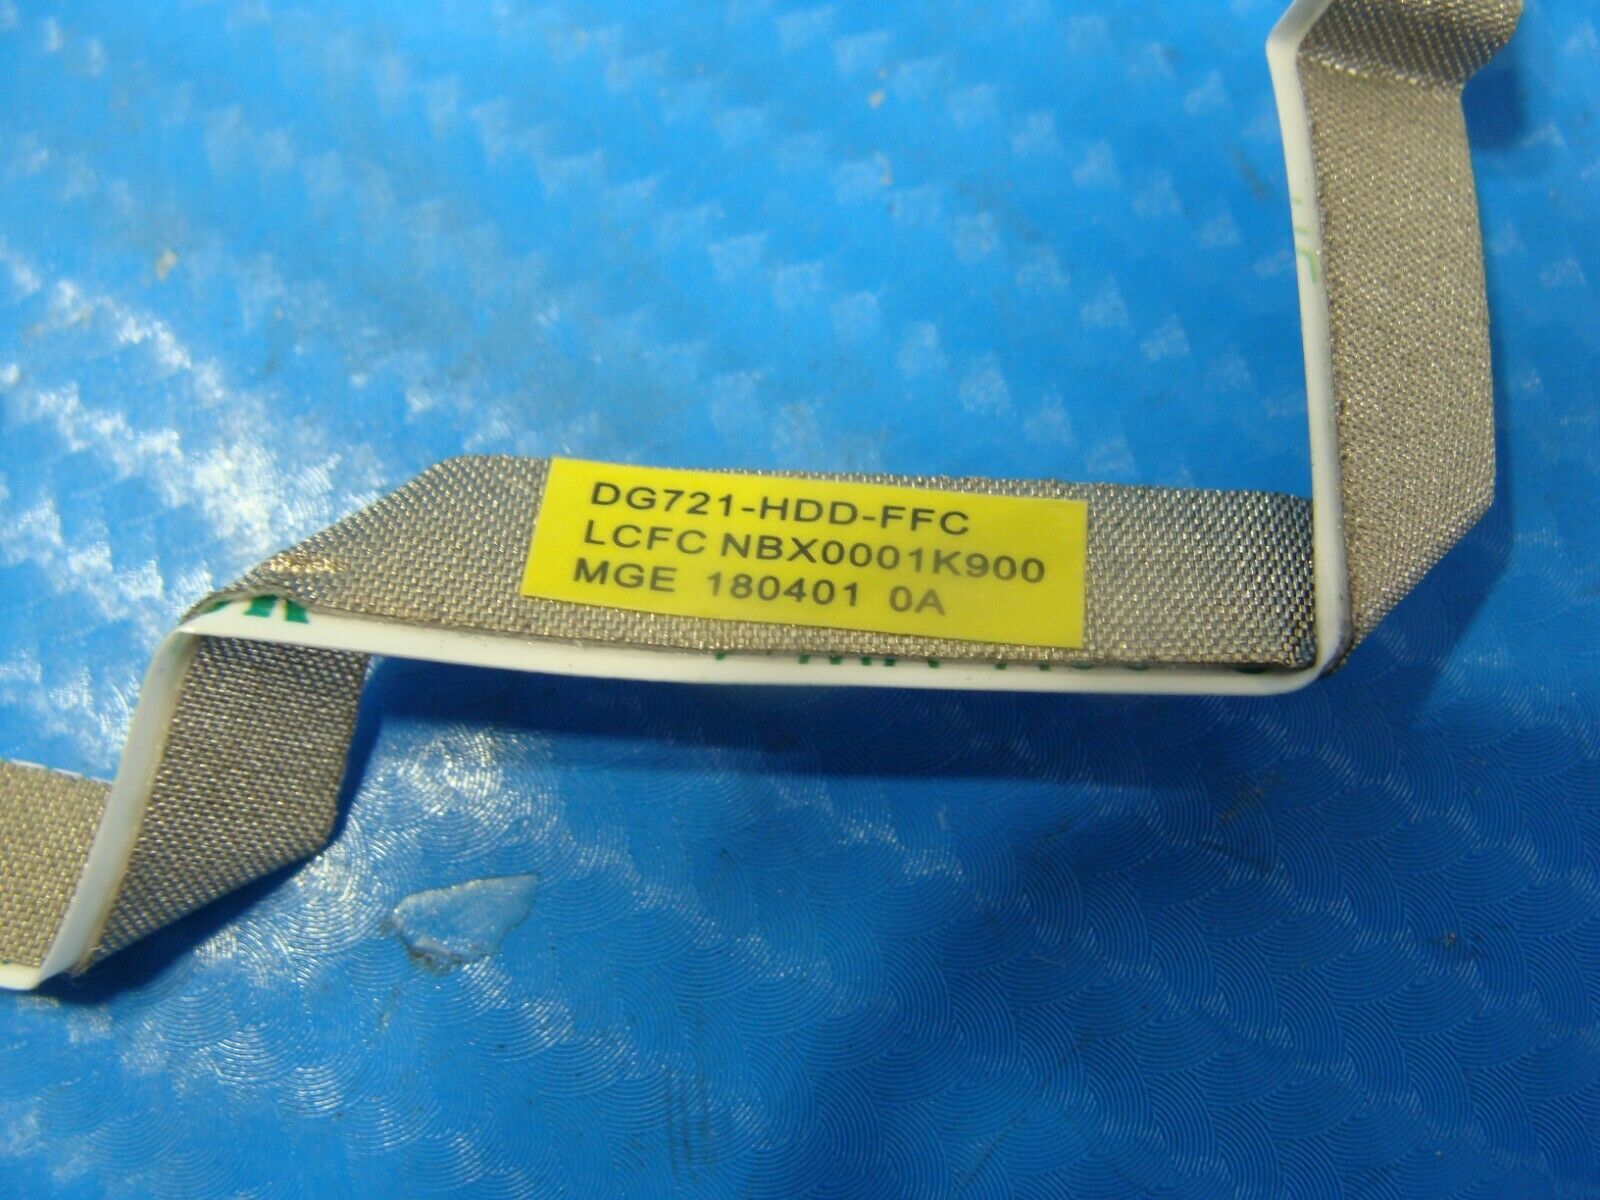 DG721-HDD-FFC
LCFC NBX0001K900
MGE 180401 0A